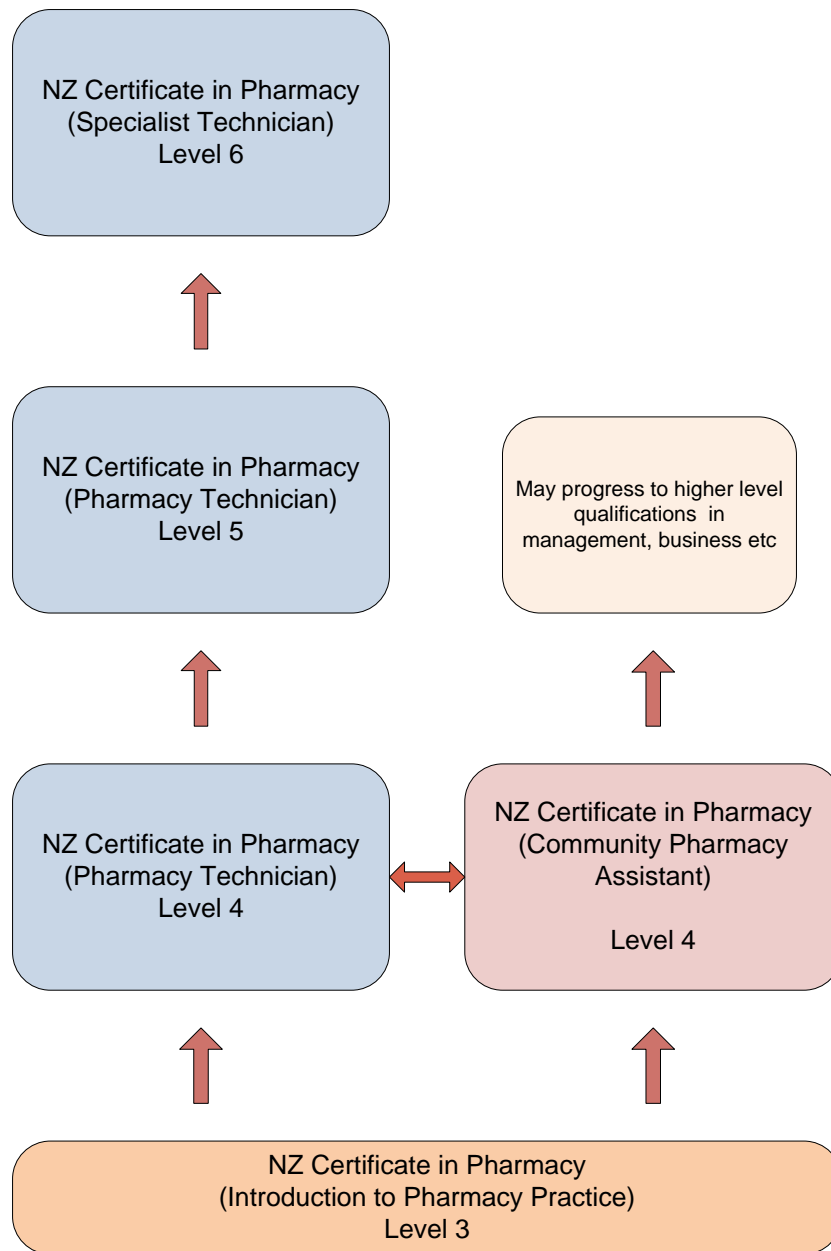 NZ Certificate in Pharmacy
(Specialist Technician)
Level 6
NZ Certificate in Pharmacy
(Pharmacy Technician)
Level 5
May progress to higher level
qualifications in
management, business etc
NZ Certificate in Pharmacy
(Pharmacy Technician)
Level 4
NZ Certificate in Pharmacy
(Community Pharmacy
Assistant)
Level 4
NZ Certificate in Pharmacy
(Introduction to Pharmacy Practice)
Level 3